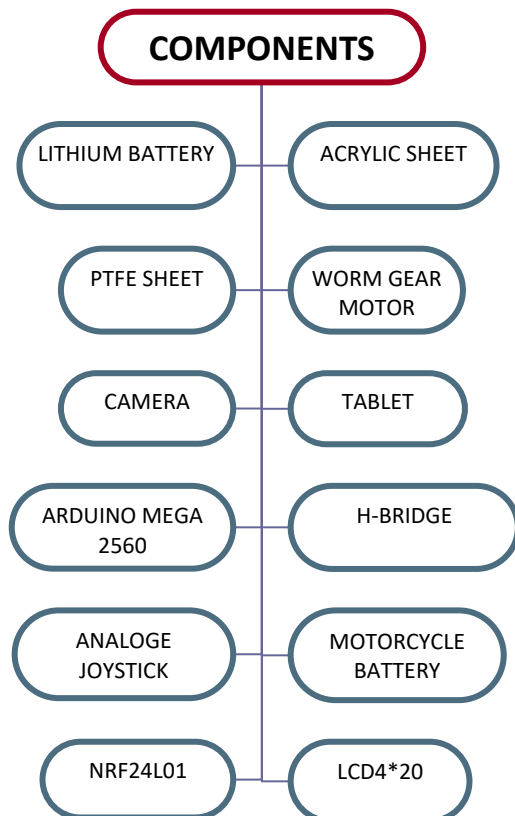 COMPONENTS
LITHIUM BATTERY
ACRYLIC SHEET
PTFE SHEET
WORM GEAR
MOTOR
CAMERA
TABLET
ARDUINO MEGA
2560
H-BRIDGE
ANALOGE
JOYSTICK
MOTORCYCLE
BATTERY
NRF24L01
LCD4*20